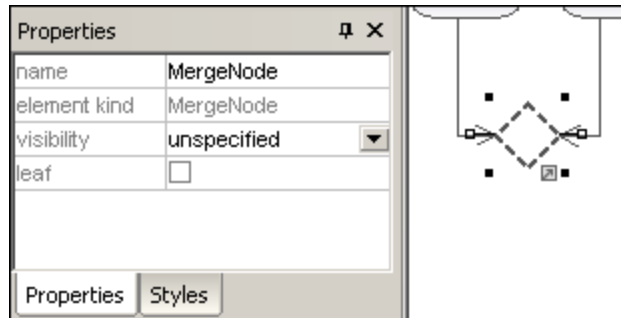 Properties
name MergeNode
element kind MergeNode
visibility unspecified
leaf
Properties Styles